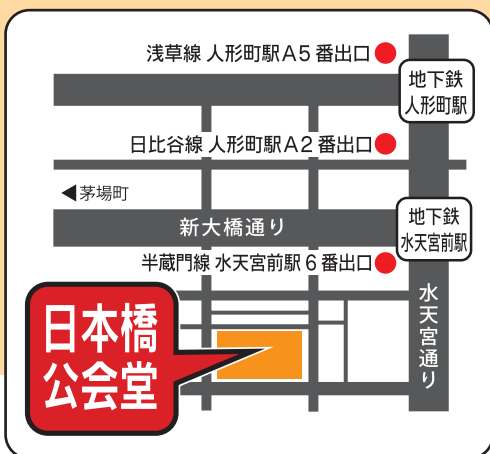 浅草線 人形町駅A5番出口
地下鉄
人形町駅
日比谷線 人形町駅A2番出口
◀茅場町
新大橋通り
地下鉄
水天宮前駅
半蔵門線 水天宮前駅6番出口
水天宮通り
日本橋
公会堂